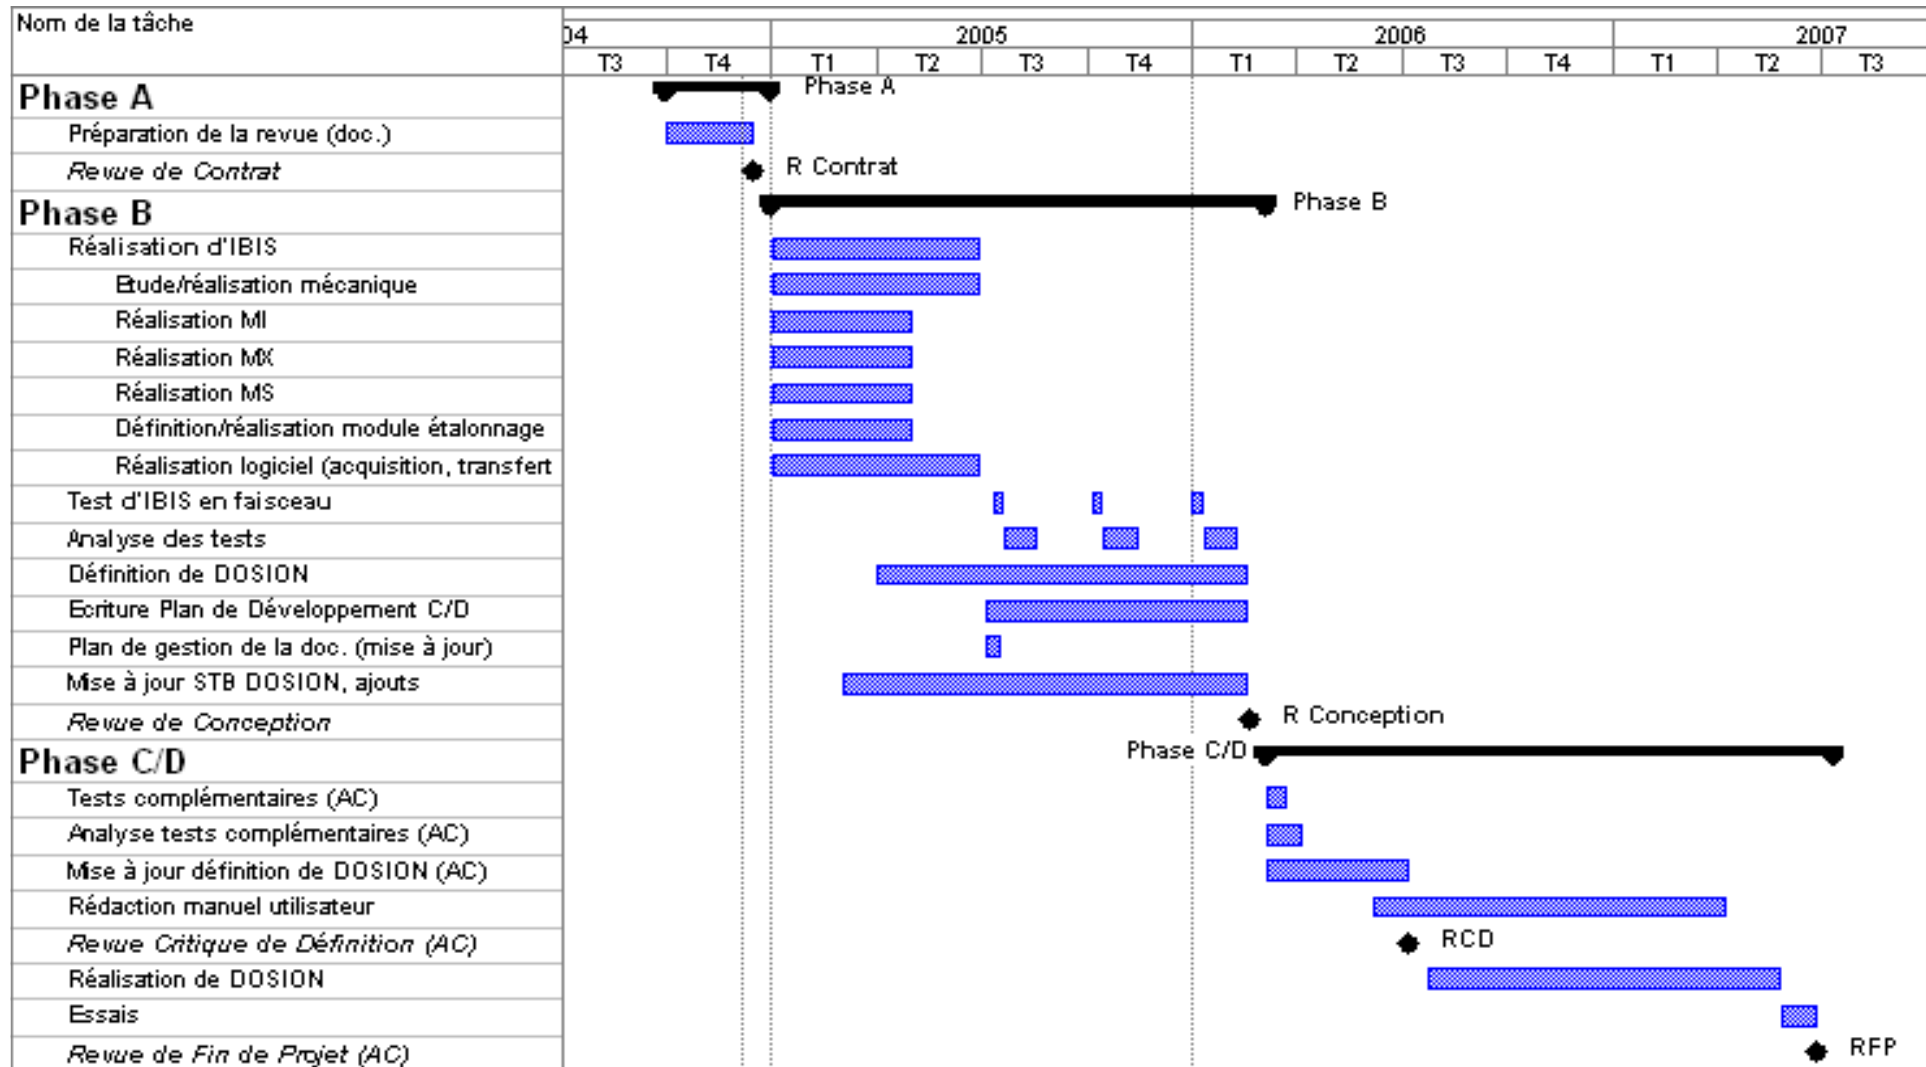 Nom de la tâche
04 2005 2006 2007
T3 T4 T1 T2 T3 T4 T1 T2 T3 T4 T1 T2 T3
Phase A Phase A
Préparation de la revue (doc.)
Revue de Contrat R Contrat
Phase B Phase B
Réalisation d'IBIS
Etude/réalisation mécanique
Réalisation MI
Réalisation MX
Réalisation MS
Définition/réalisation module étalonnage
Réalisation logiciel (acquisition, transfert
Test d'IBIS en faisceau
Analyse des tests
Définition de DOSION
Ecriture Plan de Développement C/D
Plan de gestion de la doc. (mise à jour)
Mise à jour STB DOSION, ajouts
Revue de Conception R Conception
Phase C/D Phase C/D
Tests complémentaires (AC)
Analyse tests complémentaires (AC)
Mise à jour définition de DOSION (AC)
Rédaction manuel utilisateur
Revue Critique de Définition (AC) RCD
Réalisation de DOSION
Essais
Revue de Fin de Projet (AC) RFP